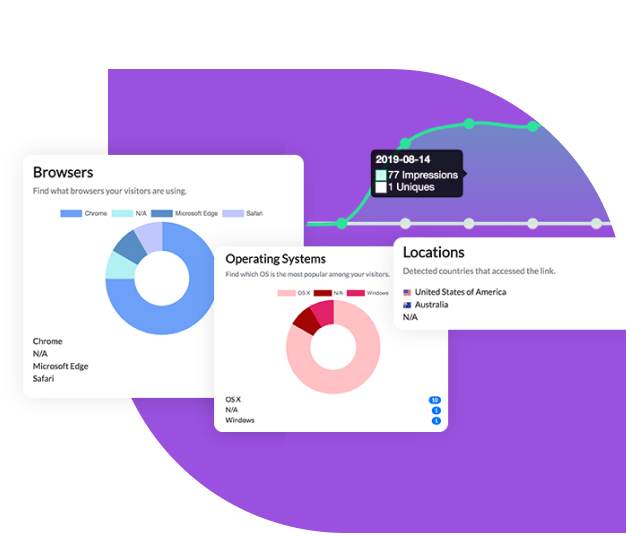 2019-08-14
77 Impressions
1 Uniques
Browsers
Find what browsers your visitors are using.
Chrome N/A Microsoft Edge Safari
Chrome
N/A
Microsoft Edge
Safari
Operating Systems
Find which OS is the most popular among your visitors.
OS X N/A Windows
OS X 10
N/A 1
Windows 1
Locations
Detected countries that accessed the link.
United States of America
Australia
N/A